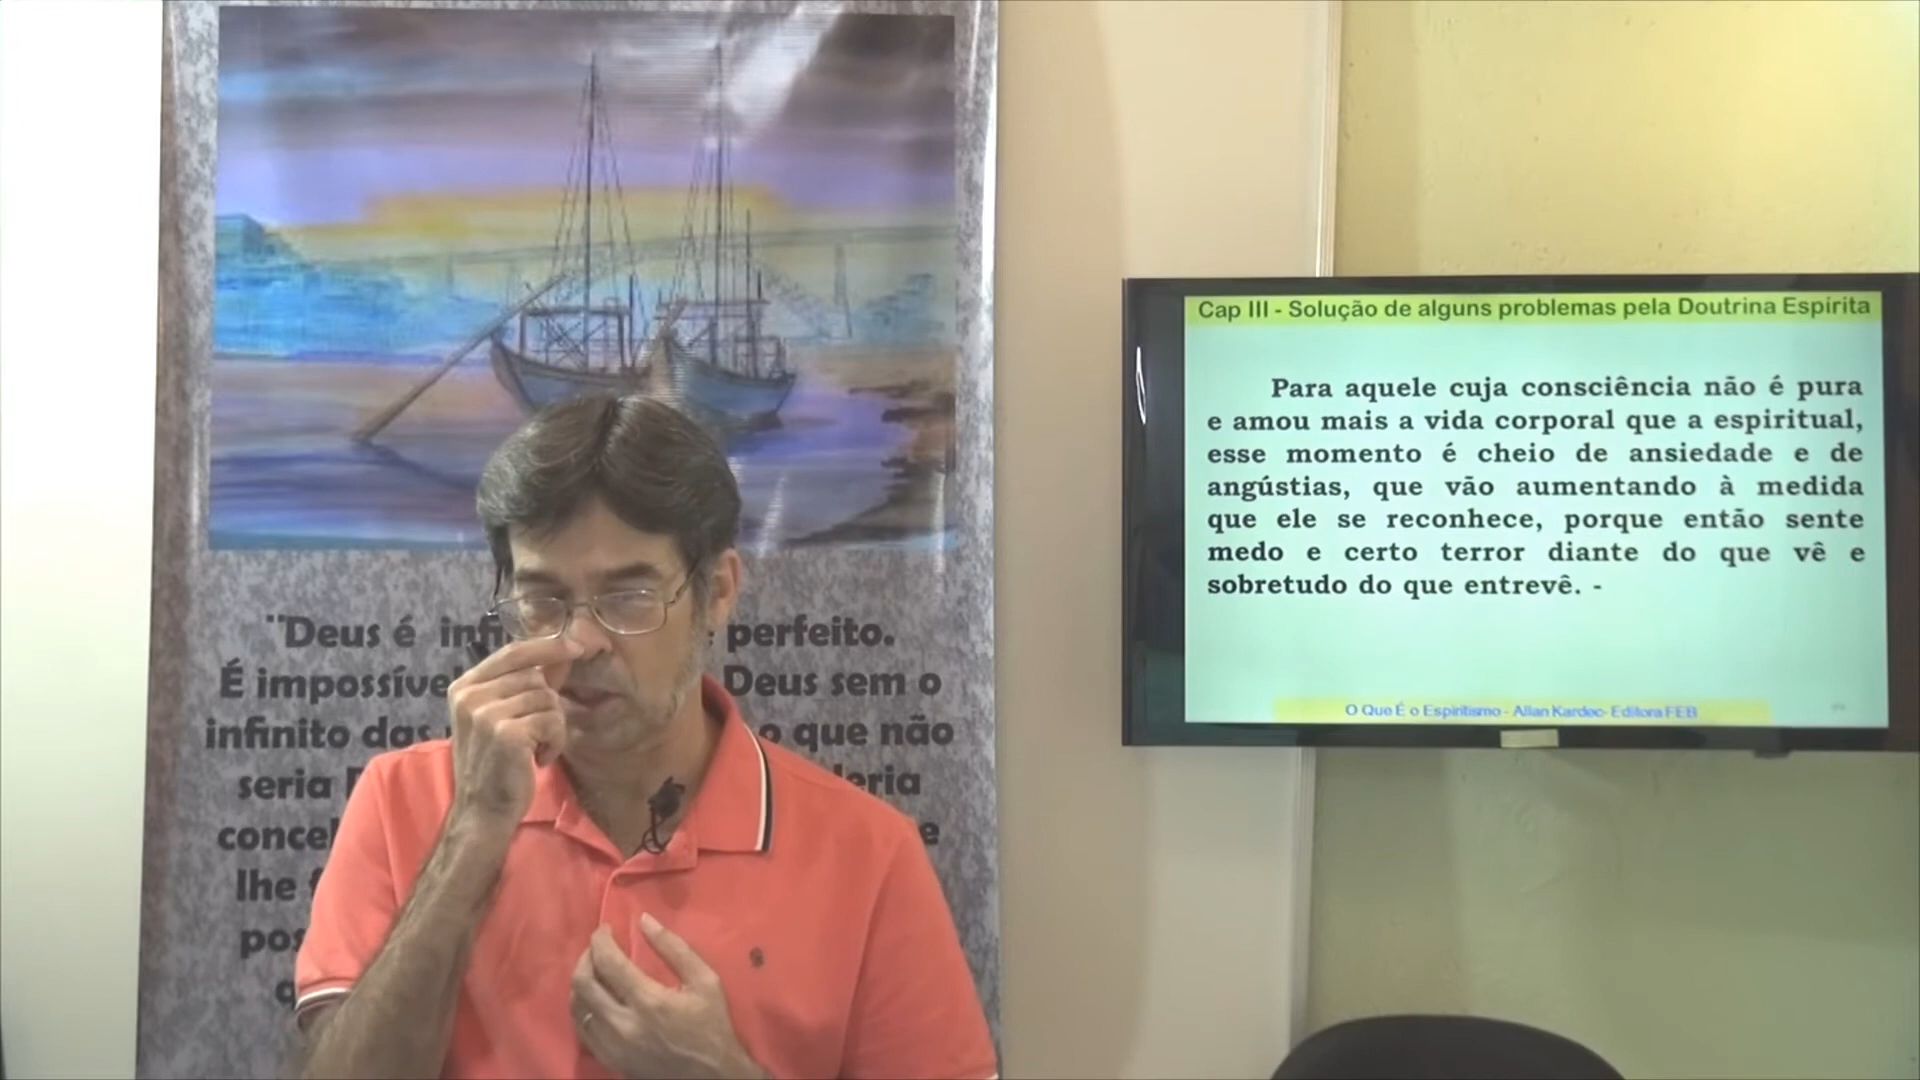 ¨Deus é perfeito.
É Deus sem o
infinito das o que não
seria
lhe
Cap III - Solução de alguns problemas pela Doutrina Espírita
Para aquele cuja consciência não é pura
e amou mais a vida corporal que a espiritual,
esse momento é cheio de ansiedade e de
angústias, que vão aumentando à medida
que ele se reconhece, porque então sente
medo e certo terror diante do que vê e
sobretudo do que entrevê. -
O Que É o Espiritismo - Allan Kardec- Editora FEB